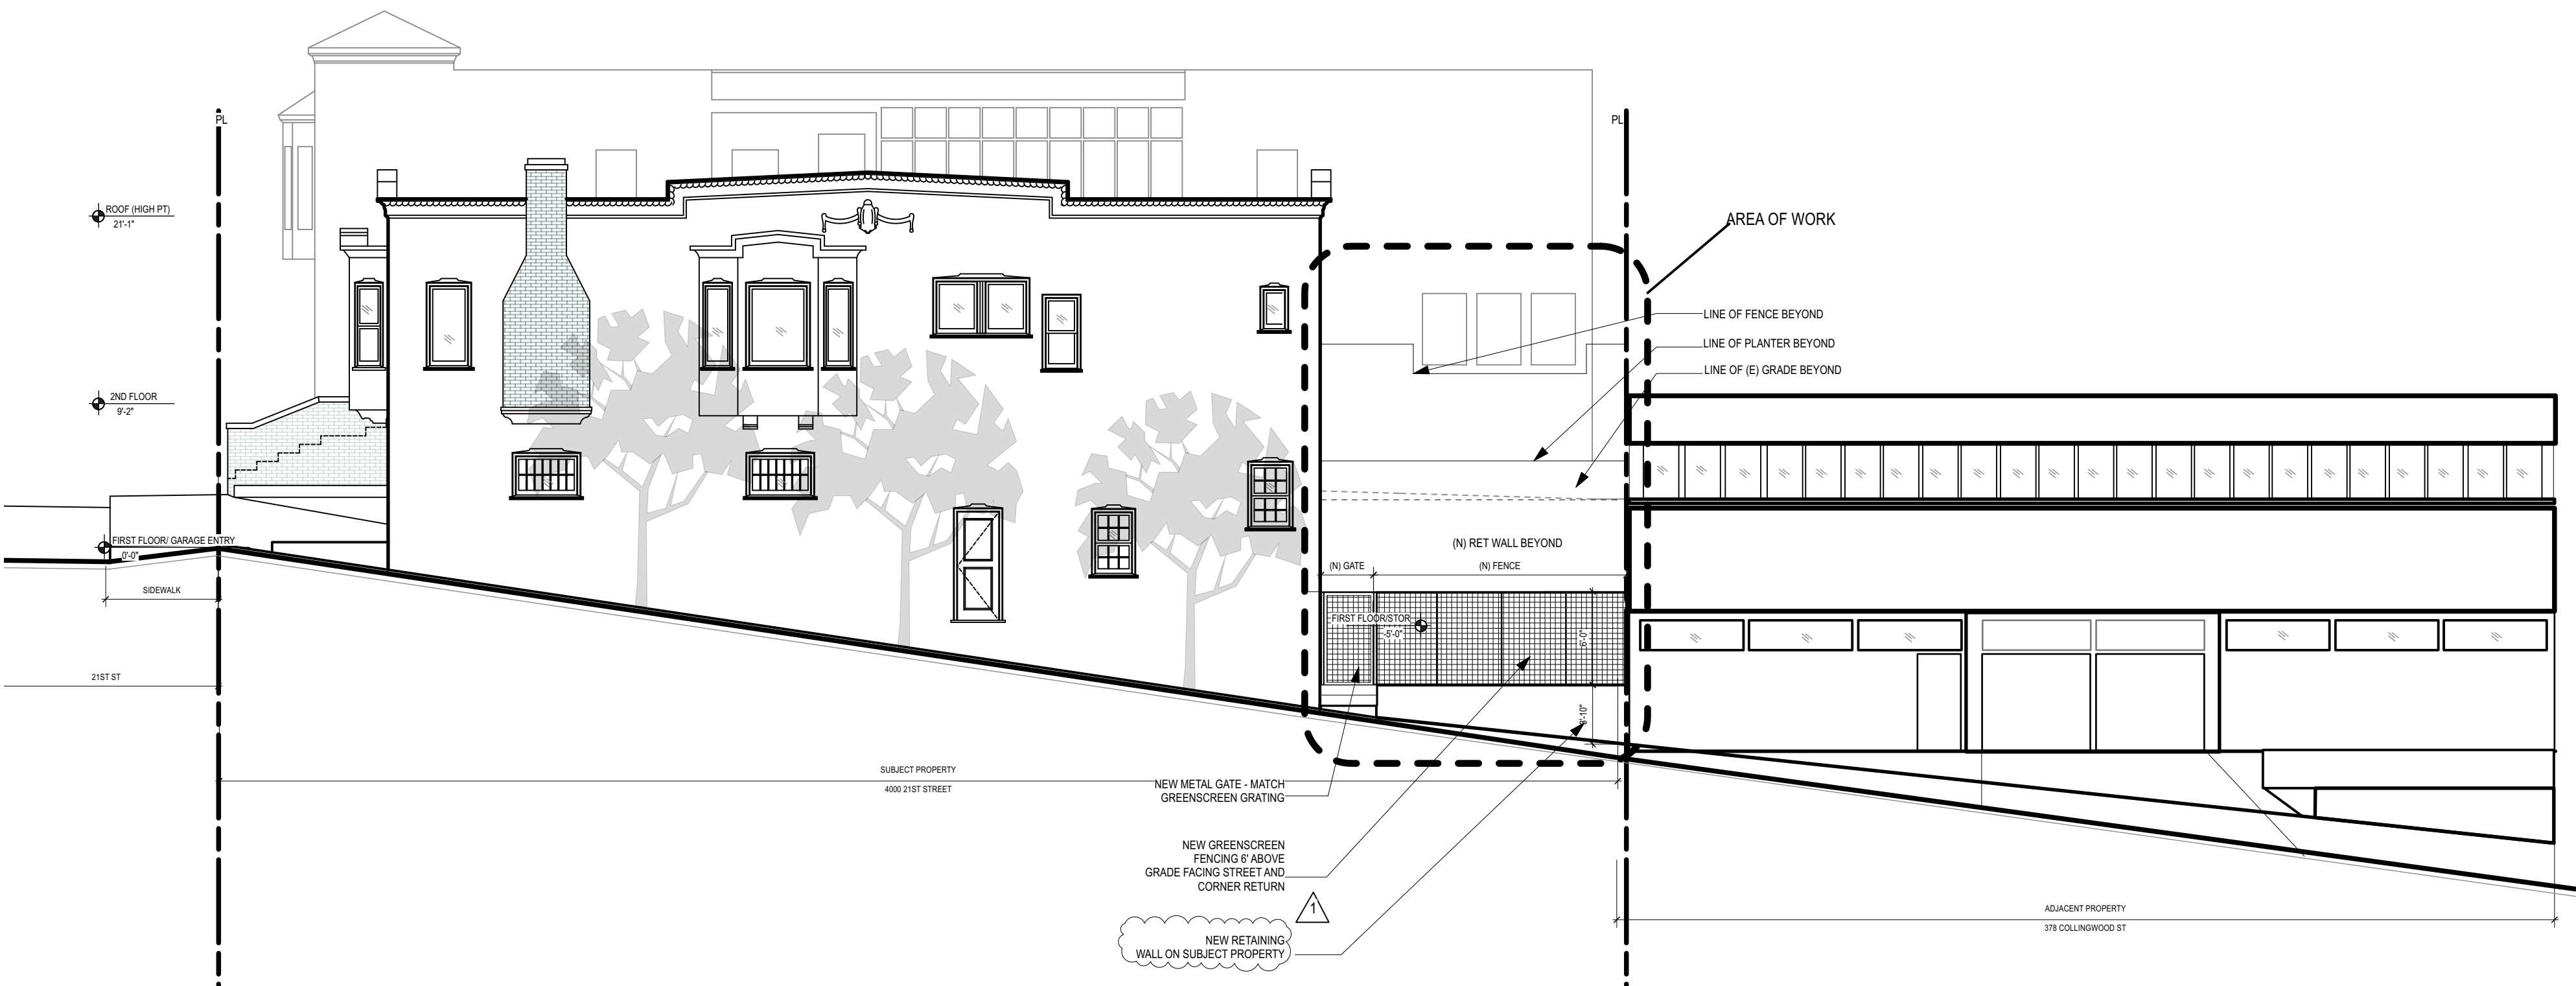 PL
PL
ROOF (HIGH PT)
21'-1"
AREA OF WORK
LINE OF FENCE BEYOND
LINE OF PLANTER BEYOND
LINE OF (E) GRADE BEYOND
2ND FLOOR
9'-2"
FIRST FLOOR/ GARAGE ENTRY
0'-0"
SIDEWALK
21ST ST
(N) RET WALL BEYOND
(N) GATE
(N) FENCE
FIRST FLOOR/STOR
-5'-0"
6'-0"
SUBJECT PROPERTY
4000 21ST STREET
NEW METAL GATE - MATCH
GREENSCREEN GRATING
NEW GREENSCREEN
FENCING 6' ABOVE
GRADE FACING STREET AND
CORNER RETURN
1
NEW RETAINING
WALL ON SUBJECT PROPERTY
ADJACENT PROPERTY
378 COLLINGWOOD ST